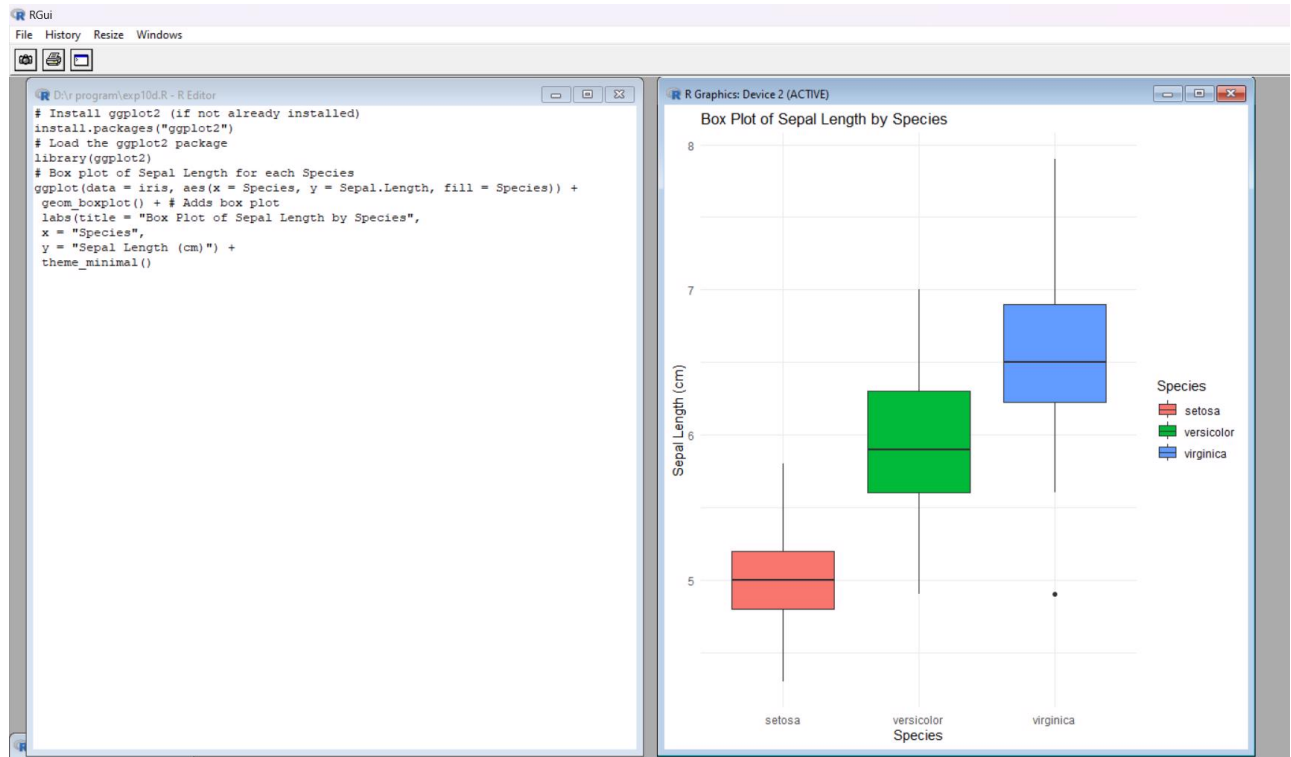 RGui
File History Resize Windows
D:\r program\exp10d.R - R Editor
# Install ggplot2 (if not already installed)
install.packages("ggplot2")
# Load the ggplot2 package
library(ggplot2)
# Box plot of Sepal Length for each Species
ggplot(data = iris, aes(x = Species, y = Sepal.Length, fill = Species)) +
geom_boxplot() + # Adds box plot
labs(title = "Box Plot of Sepal Length by Species",
x = "Species",
y = "Sepal Length (cm)") +
theme_minimal()
R Graphics: Device 2 (ACTIVE)
Box Plot of Sepal Length by Species
8
7
6
5
Sepal Length (cm)
setosa versicolor virginica
Species
Species
setosa
versicolor
virginica